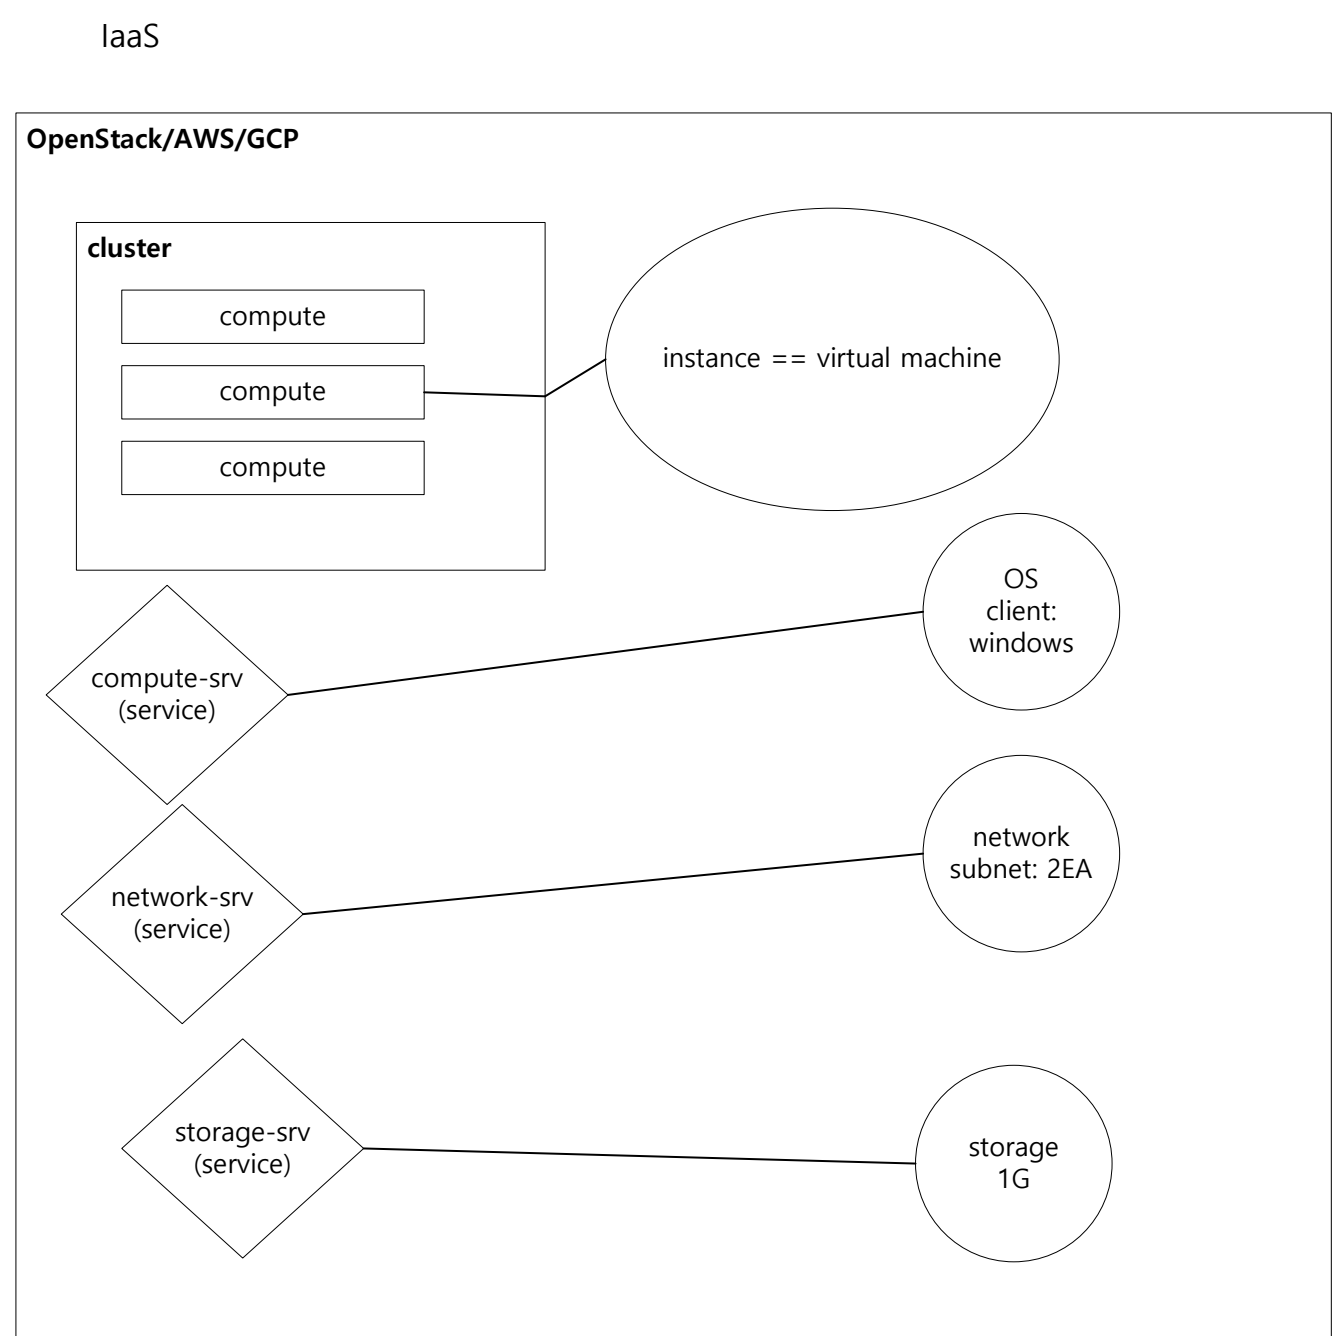 IaaS
OpenStack/AWS/GCP
cluster
compute
compute
compute
instance == virtual machine
OS
client:
windows
compute-srv
(service)
network
subnet: 2EA
network-srv
(service)
storage-srv
(service)
storage
1G